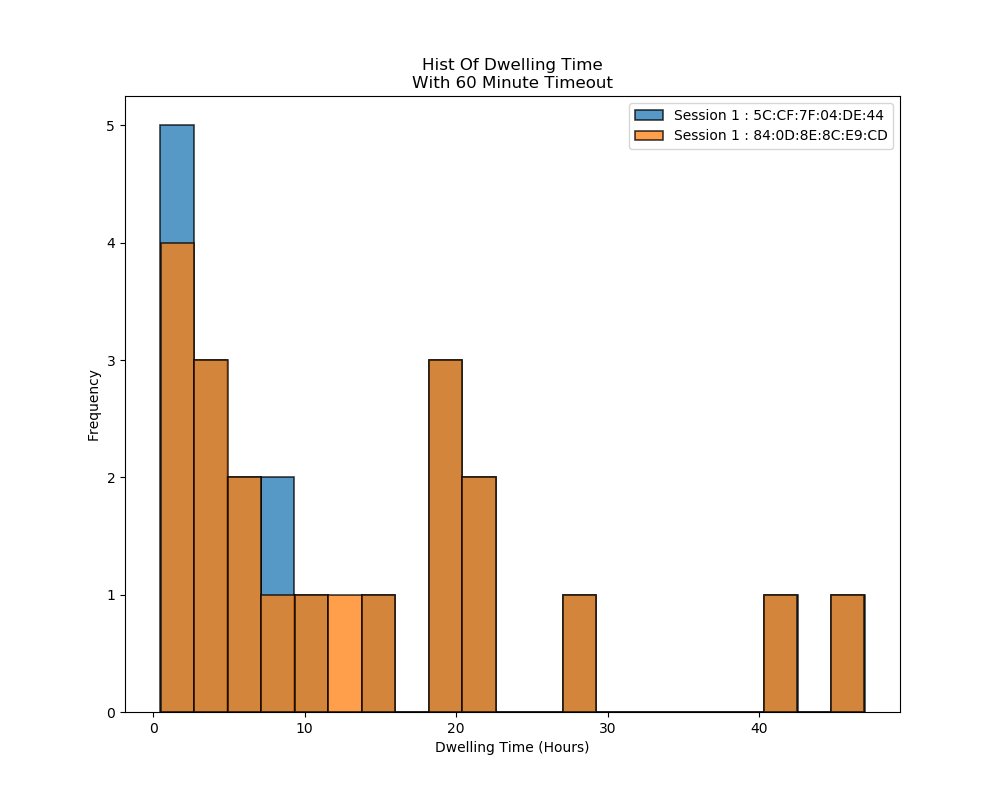 Hist Of Dwelling Time
With 60 Minute Timeout
Session 1 : 5C:CF:7F:04:DE:44
Session 1 : 84:0D:8E:8C:E9:CD
5
4
3
2
1
0
Frequency
0 10 20 30 40
Dwelling Time (Hours)